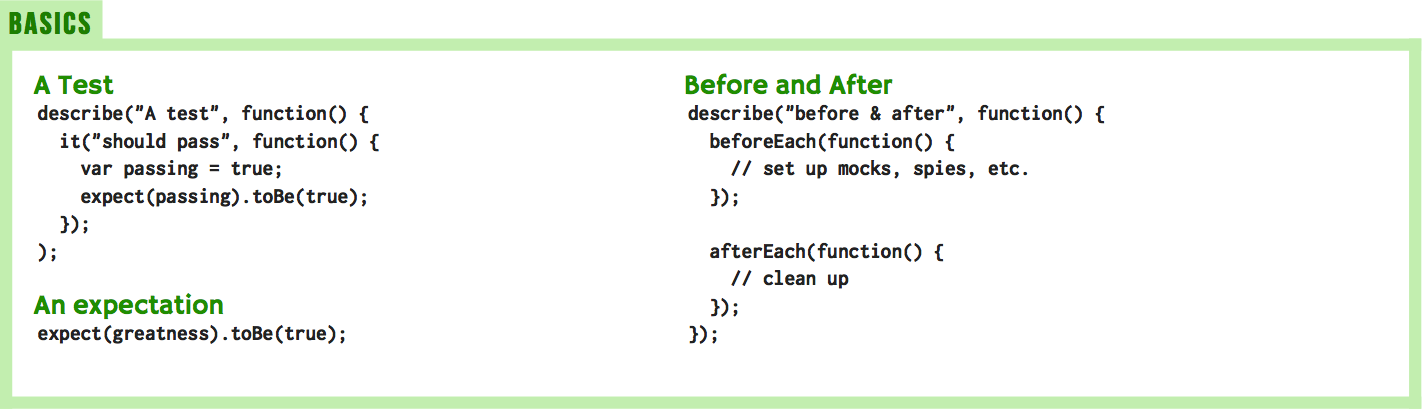 BASICS
A Test
describe("A test", function() {
  it("should pass", function() {
    var passing = true;
    expect(passing).toBe(true);
  });
);
An expectation
expect(greatness).toBe(true);
Before and After
describe("before & after", function() {
  beforeEach(function() {
    // set up mocks, spies, etc.
  });
  afterEach(function() {
    // clean up
  });
});